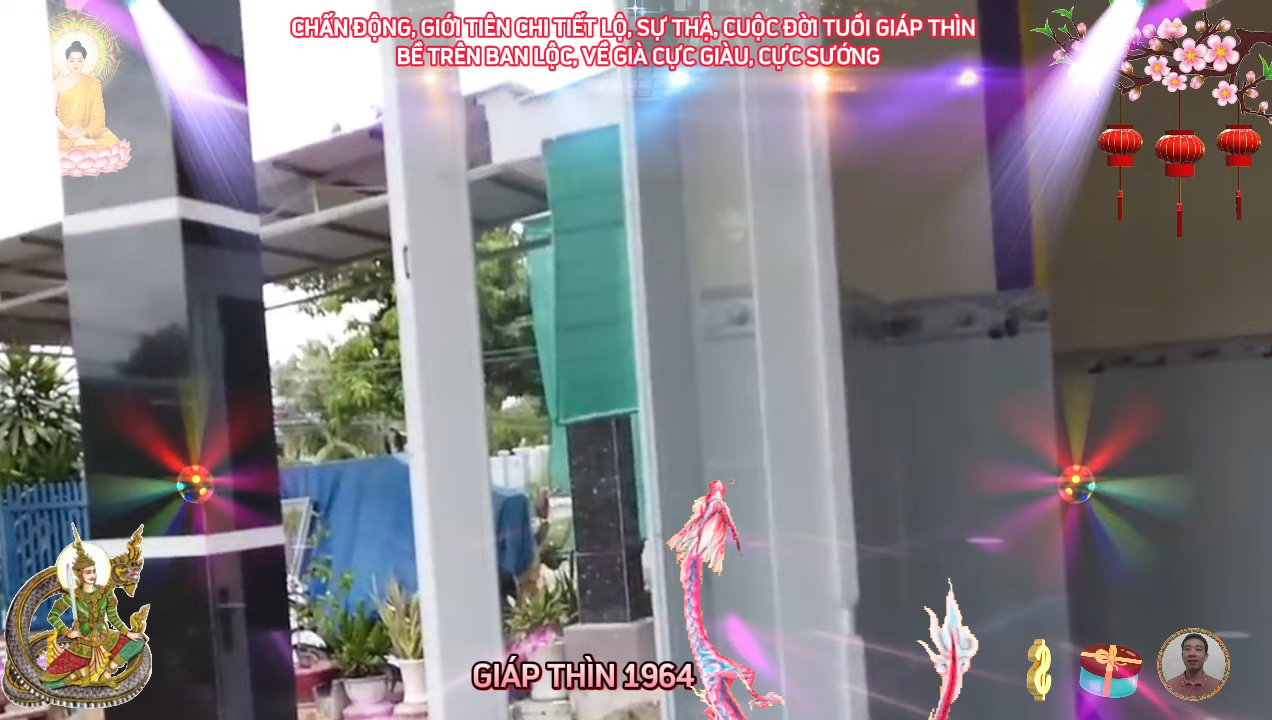 CHẤN ĐỘNG, GIỚI TIÊN CHI TIẾT LỘ, SỰ THẬ, CUỘC ĐỜI TUỔI GIÁP THÌN
BỀ TRÊN BAN LỘC, VỀ GIÀ CỰC GIÀU, CỰC SƯỚNG
GIÁP THÌN 1964